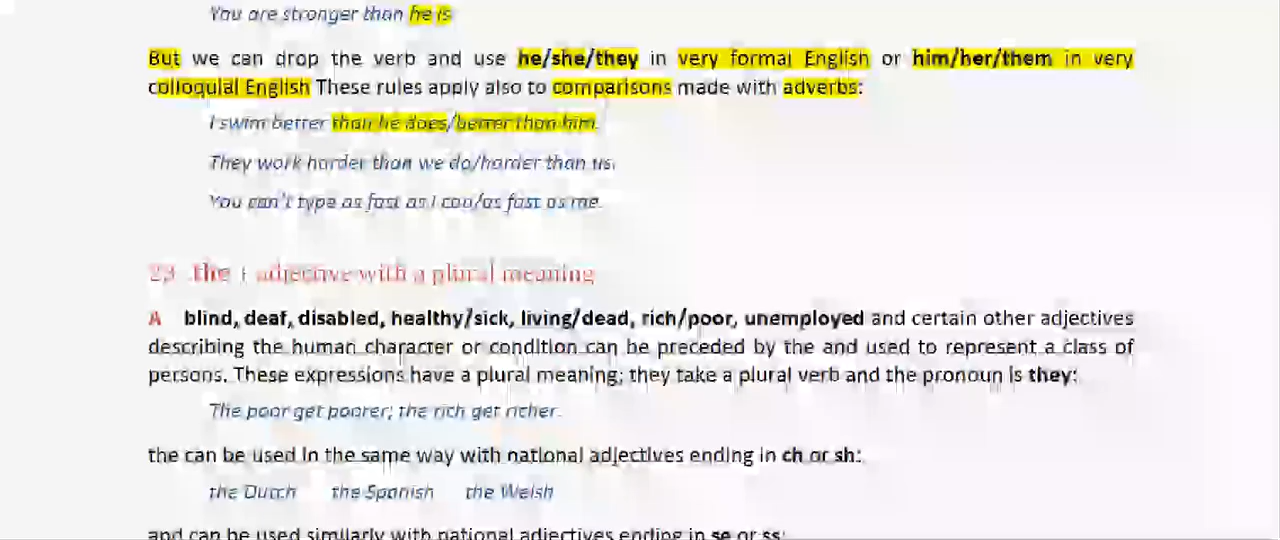 You are stronger than he is
But we can drop the verb and use he/she/they in very formal English or him/her/them in very
colloquial English These rules apply also to comparisons made with adverbs:
I swim better than he does/better than him.
They work harder than we do/harder than us.
You can't type as fast as I can/as fast as me.
23 the + adjective with a plural meaning
A blind, deaf, disabled, healthy/sick, living/dead, rich/poor, unemployed and certain other adjectives
describing the human character or condition can be preceded by the and used to represent a class of
persons. These expressions have a plural meaning; they take a plural verb and the pronoun is they:
The poor get poorer; the rich get richer.
the can be used in the same way with national adjectives ending in ch or sh:
the Dutch the Spanish the Welsh
and can be used similarly with national adjectives ending in se or ss: